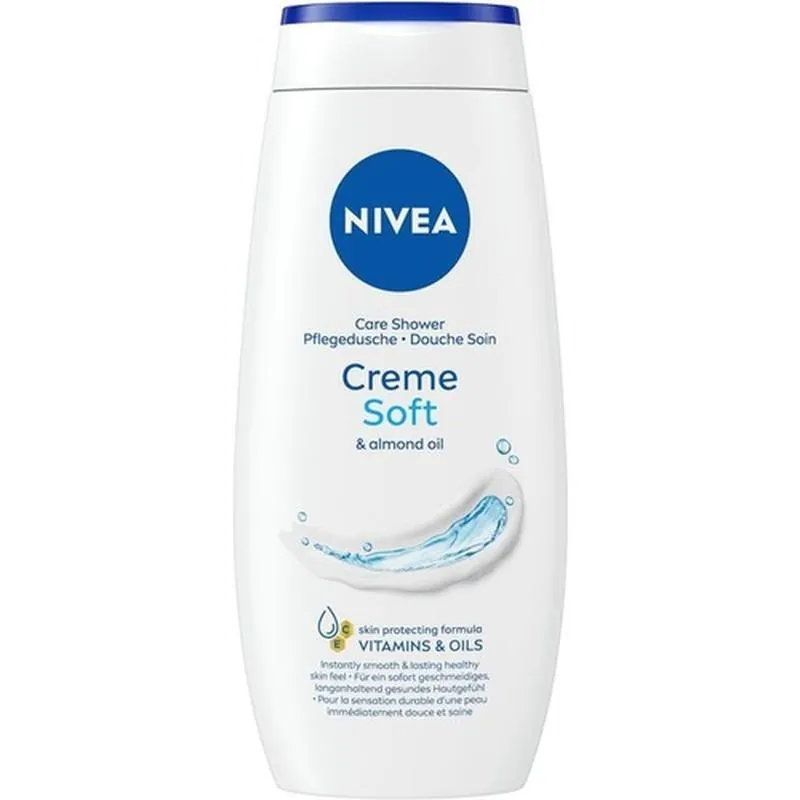 NIVEA
Care Shower
Pflegedusche • Douche Soin
Creme
Soft
& almond oil
C
E
skin protecting formula
VITAMINS & OILS
Instantly smooth & lasting healthy
skin feel • Für ein sofort geschmeidiges,
langanhaltend gesundes Hautgefühl
• Pour la sensation durable d'une peau
immédiatement douce et saine